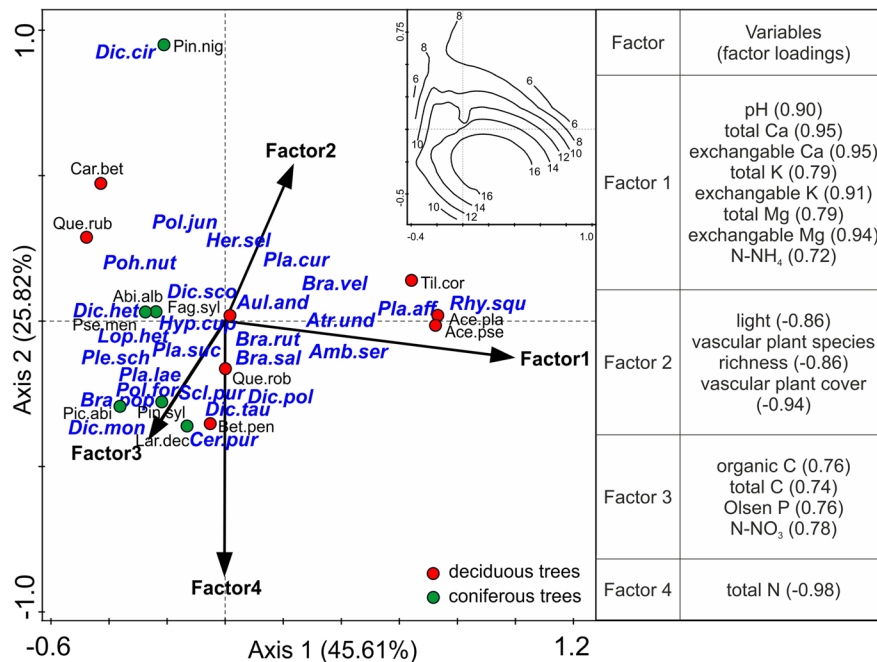 1.0
Dic.cir
Pin.nig
Factor2
Car.bet
Que.rub
Pol.jun
Her.sel
Poh.nut
Pla.cur
Bra.vel
Til.cor
Abi.alb
Dic.sco
Aul.and
Pla.aff
Rhy.squ
Dic.het
Fag.syl
Ace.pla
Pse.men
Hyp.cup
Atr.und
Ace.pse
Lop.het
Bra.rut
Ple.sch
Pla.suc
Bra.sal
Amb.ser
Factor1
Pla.lae
Que.rob
Pol.for
Scl.pur
Dic.pol
Bra.pop
Pic.abi
Pin.syl
Dic.tau
Dic.mon
Bet.pen
Factor3
Lar.dec
Cer.pur
Factor4
deciduous trees
coniferous trees
Axis 2 (25.82%)
-1.0
-0.6
Axis 1 (45.61%)
1.2
0.75
-0.5
-0.4
1.0
8
8
6
6
6
8
10
10
12
14
16
16
14
12
10
Factor
Variables
(factor loadings)
Factor 1
pH (0.90)
total Ca (0.95)
exchangable Ca (0.95)
total K (0.79)
exchangable K (0.91)
total Mg (0.79)
exchangable Mg (0.94)
N-NH₄ (0.72)
Factor 2
light (-0.86)
vascular plant species
richness (-0.86)
vascular plant cover
(-0.94)
Factor 3
organic C (0.76)
total C (0.74)
Olsen P (0.76)
N-NO₃ (0.78)
Factor 4
total N (-0.98)